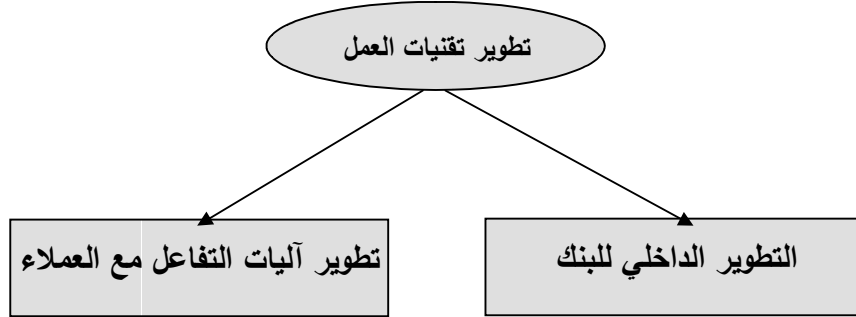 تطوير تقنيات العمل
التطوير الداخلي للبنك
تطوير آليات التفاعل مع العملاء